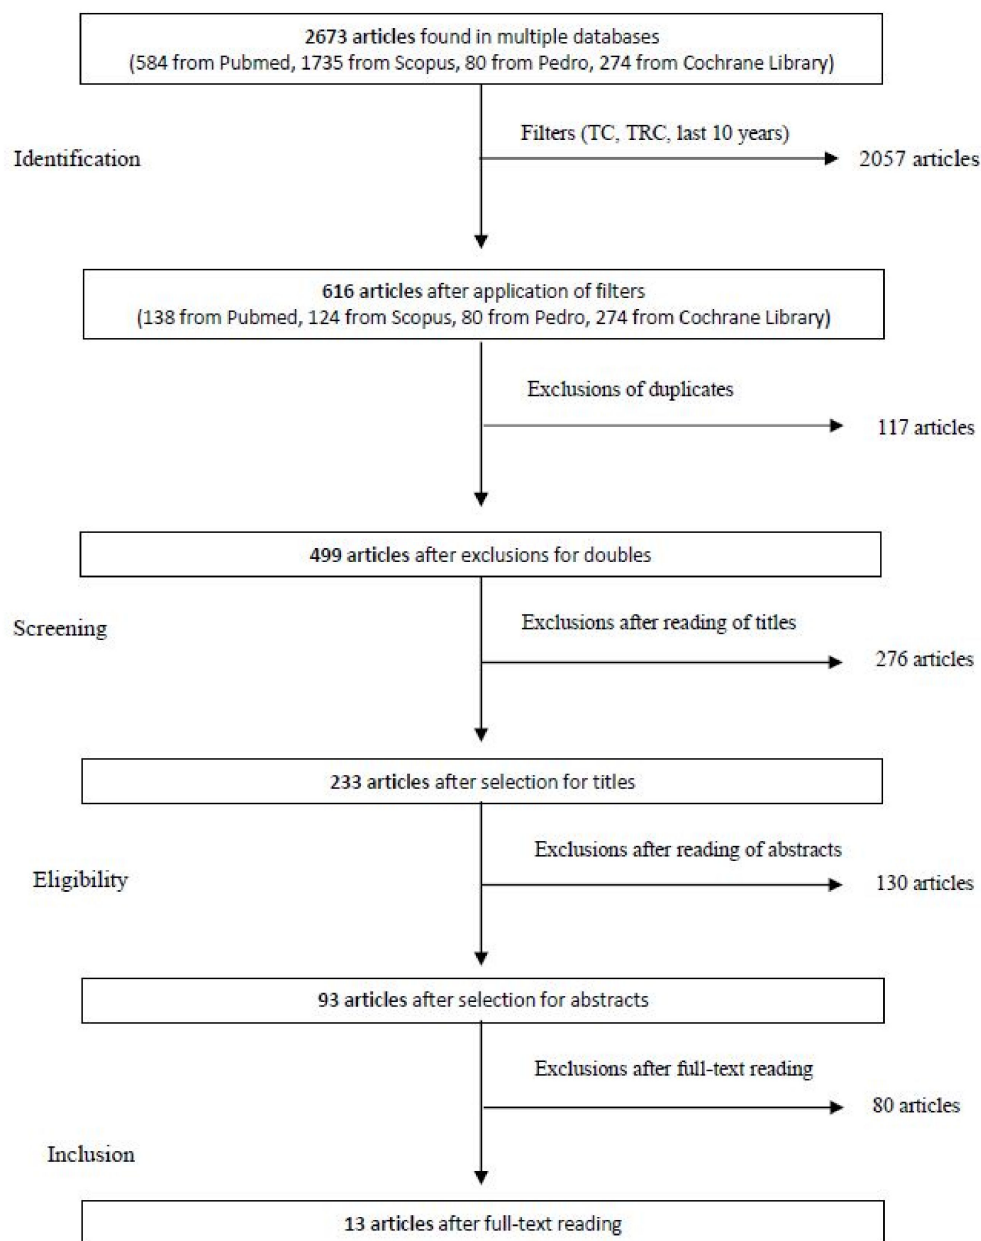 2673 articles found in multiple databases
(584 from Pubmed, 1735 from Scopus, 80 from Pedro, 274 from Cochrane Library)
Filters (TC, TRC, last 10 years)
Identification
2057 articles
616 articles after application of filters
(138 from Pubmed, 124 from Scopus, 80 from Pedro, 274 from Cochrane Library)
Exclusions of duplicates
117 articles
499 articles after exclusions for doubles
Exclusions after reading of titles
Screening
276 articles
233 articles after selection for titles
Exclusions after reading of abstracts
Eligibility
130 articles
93 articles after selection for abstracts
Exclusions after full-text reading
80 articles
Inclusion
13 articles after full-text reading